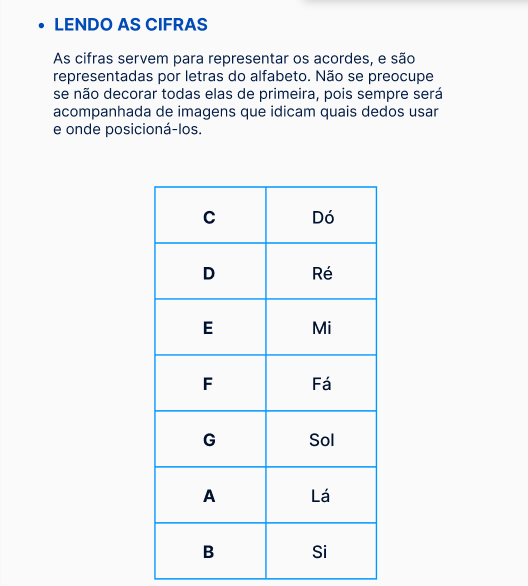 • LENDO AS CIFRAS
As cifras servem para representar os acordes, e são
representadas por letras do alfabeto. Não se preocupe
se não decorar todas elas de primeira, pois sempre será
acompanhada de imagens que idicam quais dedos usar
e onde posicioná-los.
C Dó
D Ré
E Mi
F Fá
G Sol
A Lá
B Si